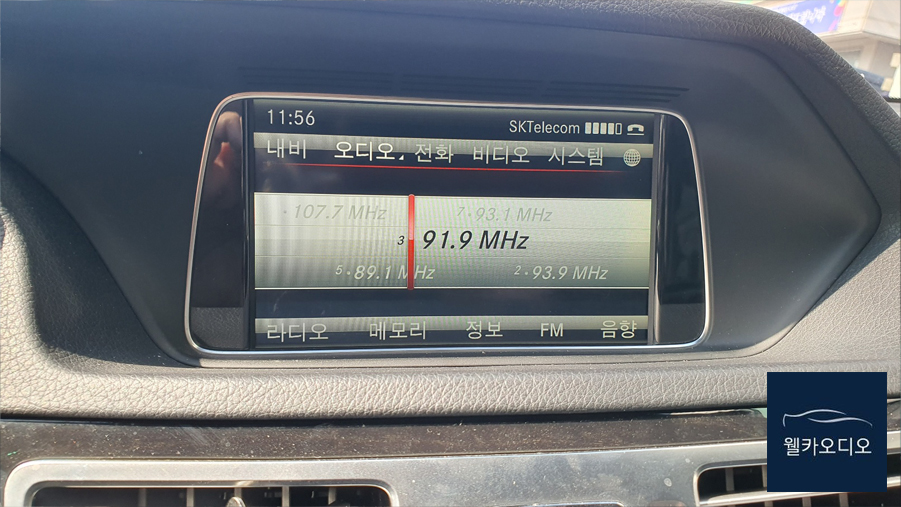 11:56
SKTelecom
내비 오디오 전화 비디오 시스템
· 107.7 MHz 7 · 93.1 MHz
3 91.9 MHz
5 · 89.1 MHz 2 · 93.9 MHz
라디오 메모리 정보 FM 음향
웰카오디오